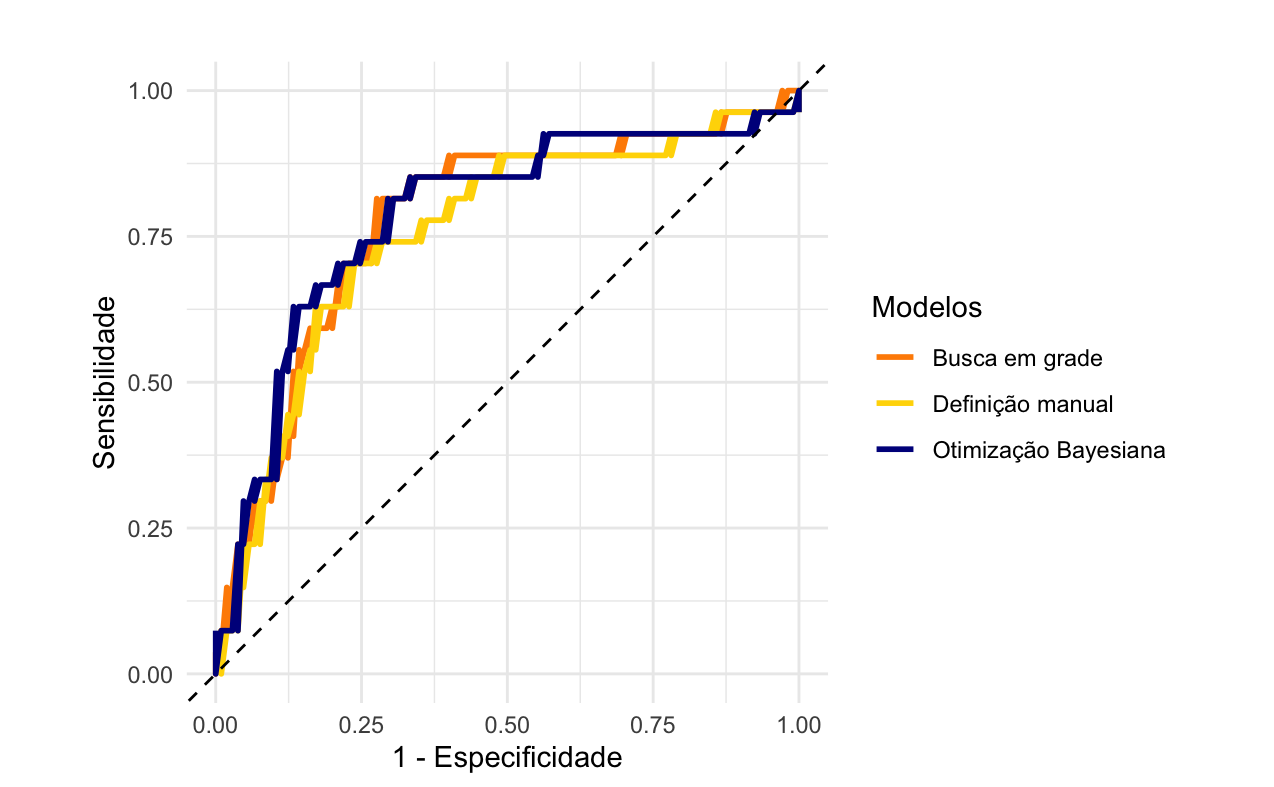 1.00
0.75
0.50
0.25
0.00
Sensibilidade
0.00 0.25 0.50 0.75 1.00
1 - Especificidade
Modelos
Busca em grade
Definição manual
Otimização Bayesiana